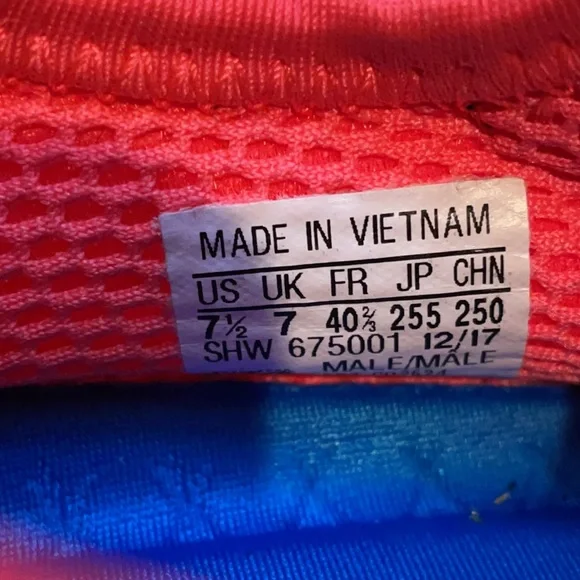 MADE IN VIETNAM
US UK FR JP CHN
7½ 7 40⅔ 255 250
SHW 675001 12/17
MALE/MÂLE